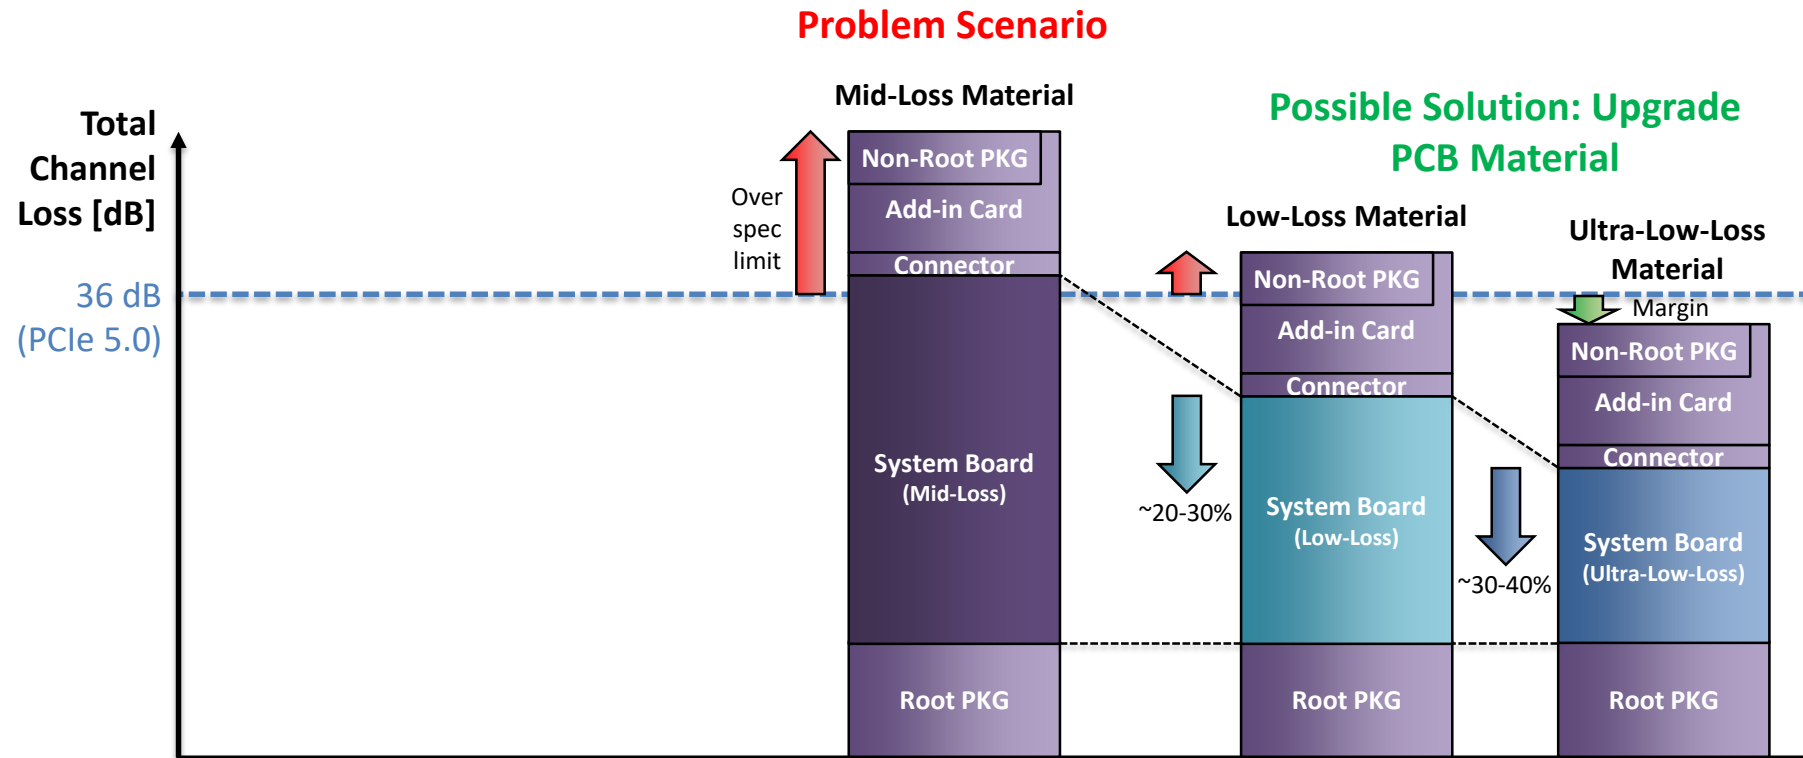 Problem Scenario
Mid-Loss Material
Possible Solution: Upgrade
PCB Material
Total
Channel
Loss [dB]
36 dB
(PCIe 5.0)
Over
spec
limit
Non-Root PKG
Add-in Card
Connector
System Board
(Mid-Loss)
Root PKG
~20-30%
Low-Loss Material
Non-Root PKG
Add-in Card
Connector
System Board
(Low-Loss)
Root PKG
~30-40%
Ultra-Low-Loss
Material
Margin
Non-Root PKG
Add-in Card
Connector
System Board
(Ultra-Low-Loss)
Root PKG